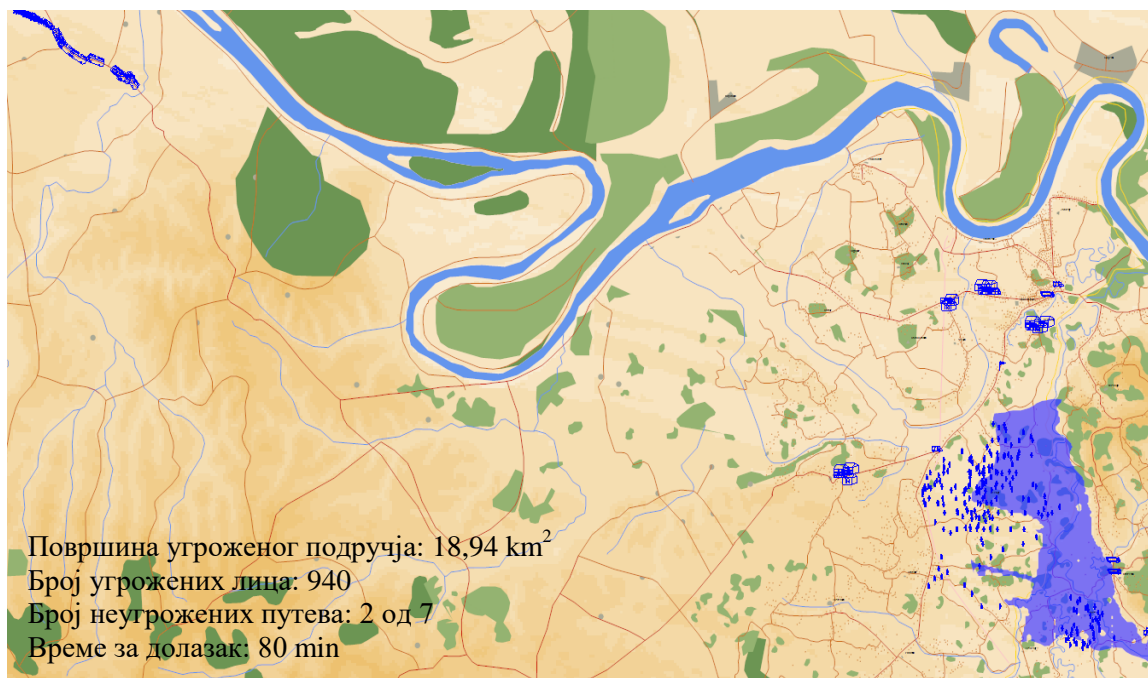 Површина угроженог подручја: 18,94 km²
Број угрожених лица: 940
Број неугрожених путева: 2 од 7
Време за долазак: 80 min